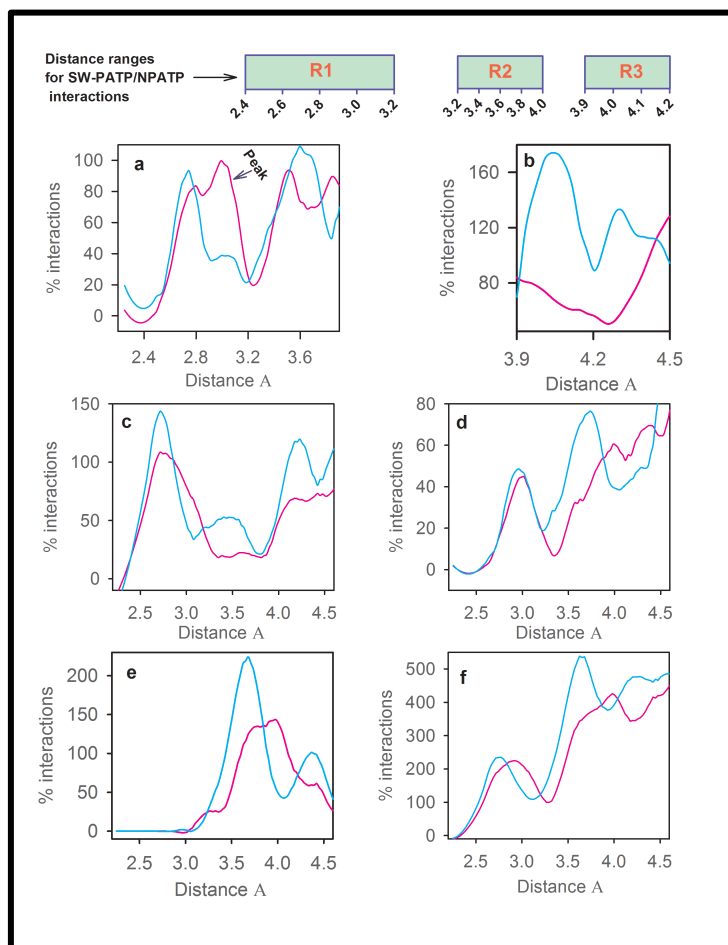 Distance ranges
for SW-PATP/NPATP
interactions
R1
R2
R3
2.4
2.6
2.8
3.0
3.2
3.2
3.4
3.6
3.8
4.0
3.9
4.0
4.1
4.2
a
Peak
% interactions
100
80
60
40
20
0
2.4
2.8
3.2
3.6
Distance A
b
% interactions
160
120
80
3.9
4.2
4.5
Distance A
c
% interactions
150
100
50
0
2.5
3.0
3.5
4.0
4.5
Distance A
d
% interactions
80
60
40
20
0
2.5
3.0
3.5
4.0
4.5
Distance A
e
% interactions
200
150
100
50
0
2.5
3.0
3.5
4.0
4.5
Distance A
f
% interactions
500
400
300
200
100
0
2.5
3.0
3.5
4.0
4.5
Distance A